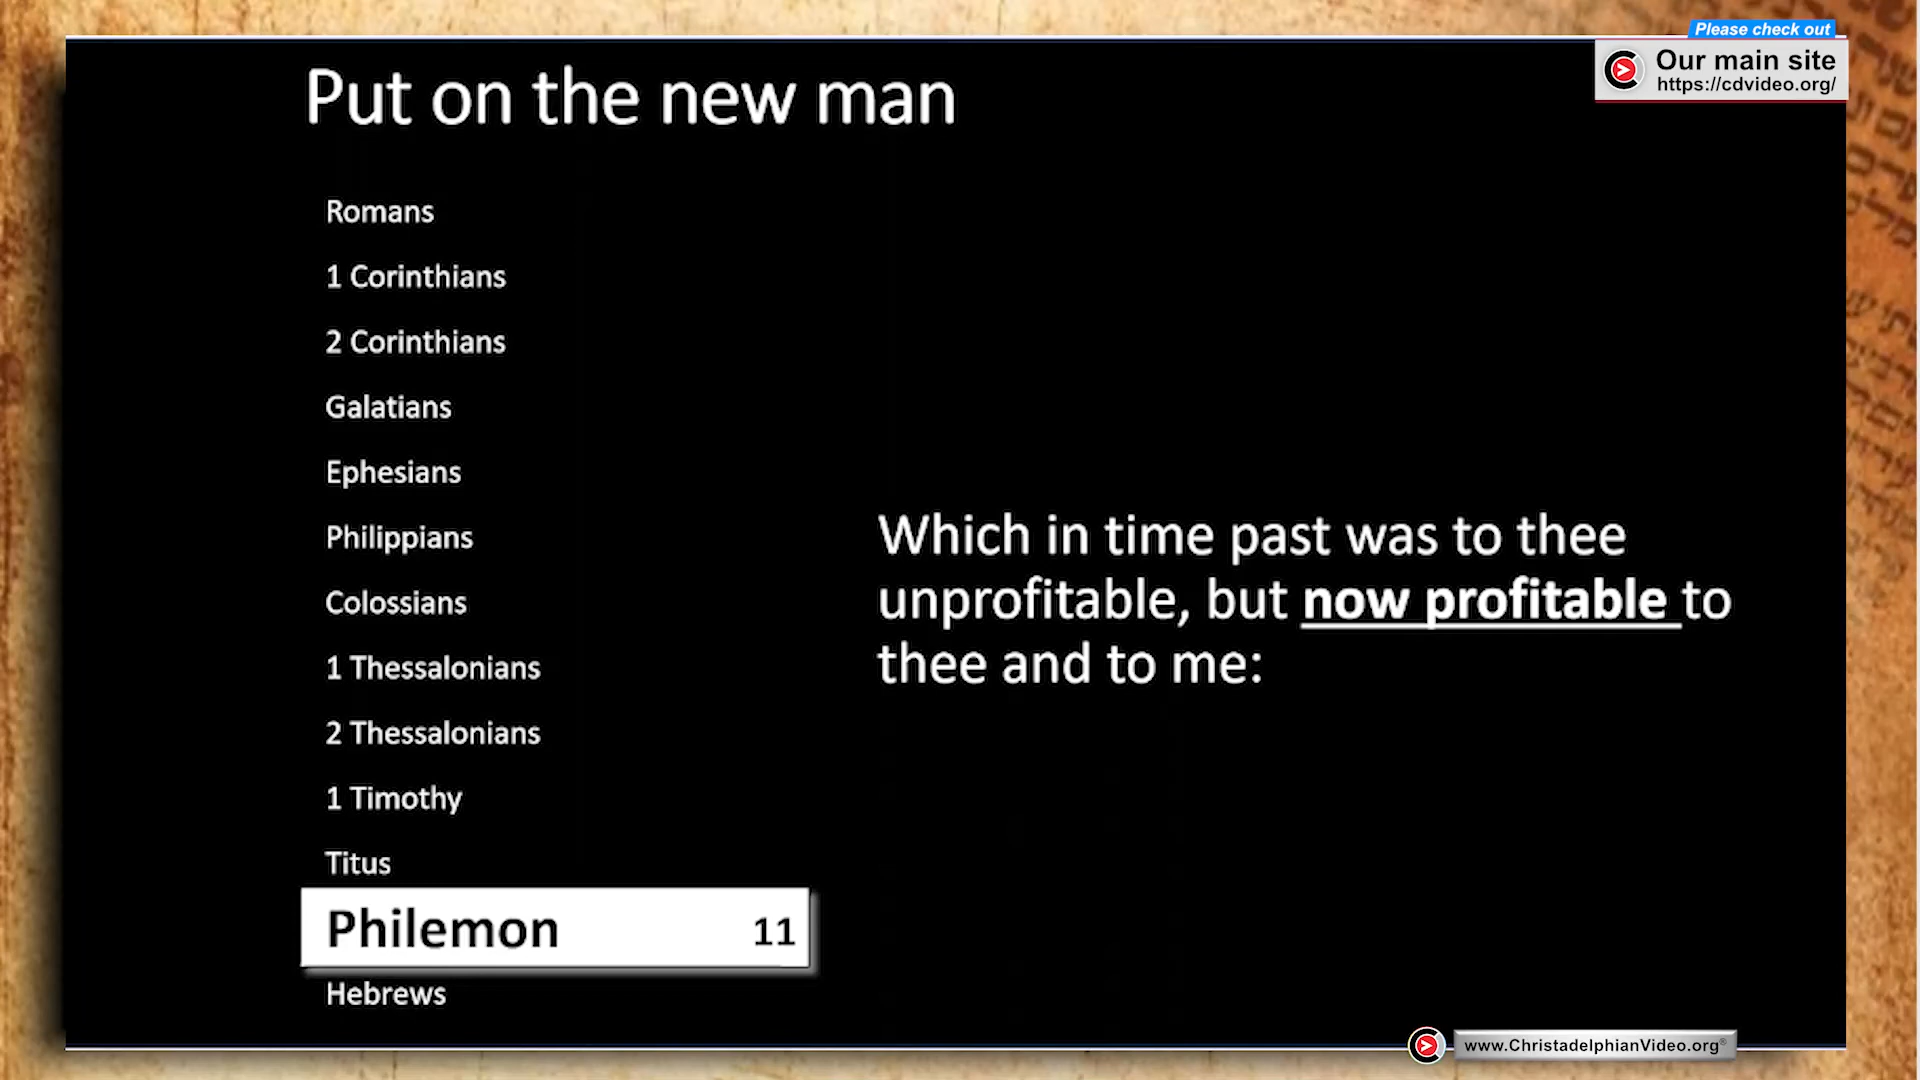 Please check out
Our main site
https://cdvideo.org/
Put on the new man
Romans
1 Corinthians
2 Corinthians
Galatians
Ephesians
Philippians
Colossians
1 Thessalonians
2 Thessalonians
1 Timothy
Titus
Philemon 11
Hebrews
Which in time past was to thee
unprofitable, but now profitable to
thee and to me:
www.ChristadelphianVideo.org®